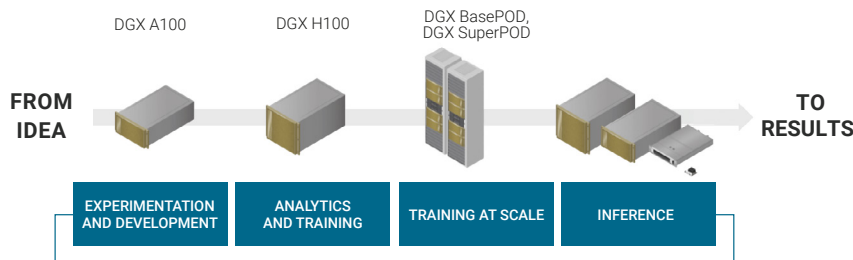 DGX A100
DGX H100
DGX BasePOD,
DGX SuperPOD
FROM
IDEA
TO
RESULTS
EXPERIMENTATION
AND DEVELOPMENT
ANALYTICS
AND TRAINING
TRAINING AT SCALE
INFERENCE